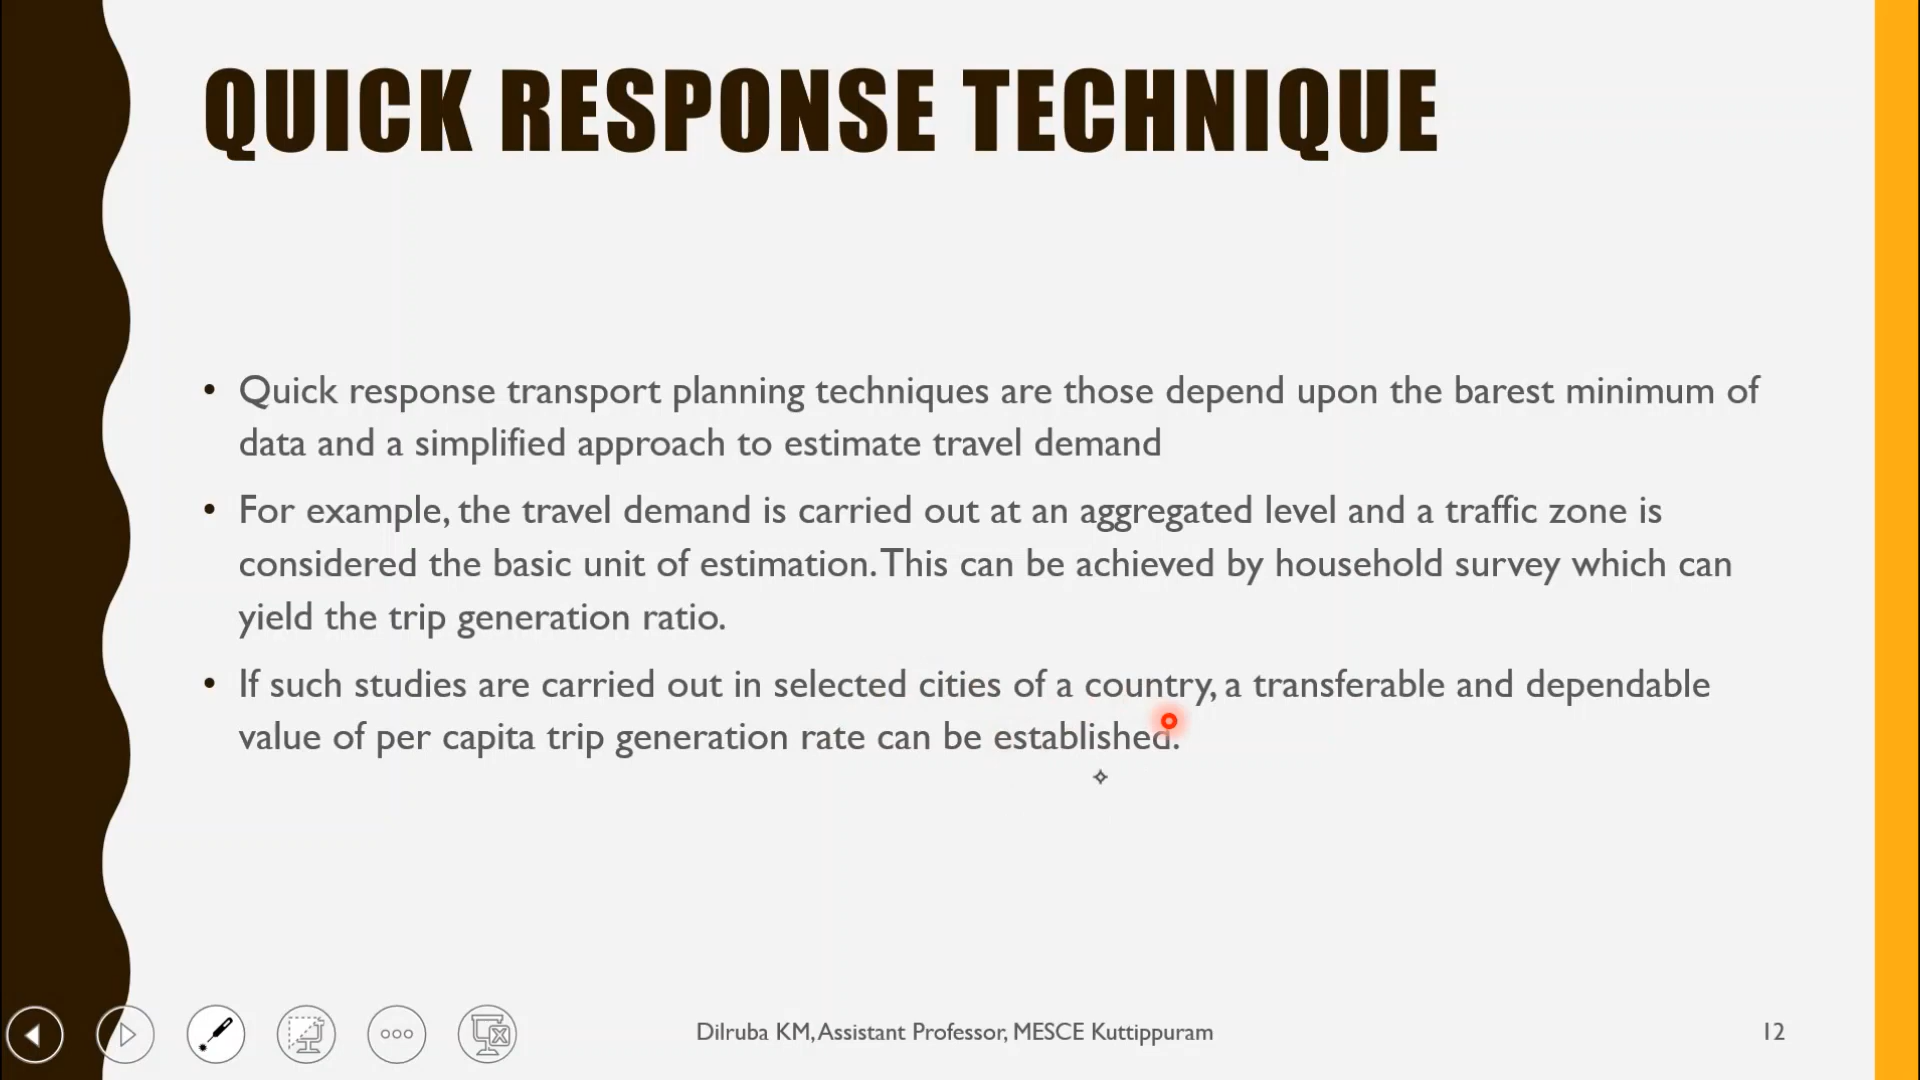 QUICK RESPONSE TECHNIQUE
• Quick response transport planning techniques are those depend upon the barest minimum of
data and a simplified approach to estimate travel demand
• For example, the travel demand is carried out at an aggregated level and a traffic zone is
considered the basic unit of estimation. This can be achieved by household survey which can
yield the trip generation ratio.
• If such studies are carried out in selected cities of a country, a transferable and dependable
value of per capita trip generation rate can be established.
Dilruba KM, Assistant Professor, MESCE Kuttippuram
12